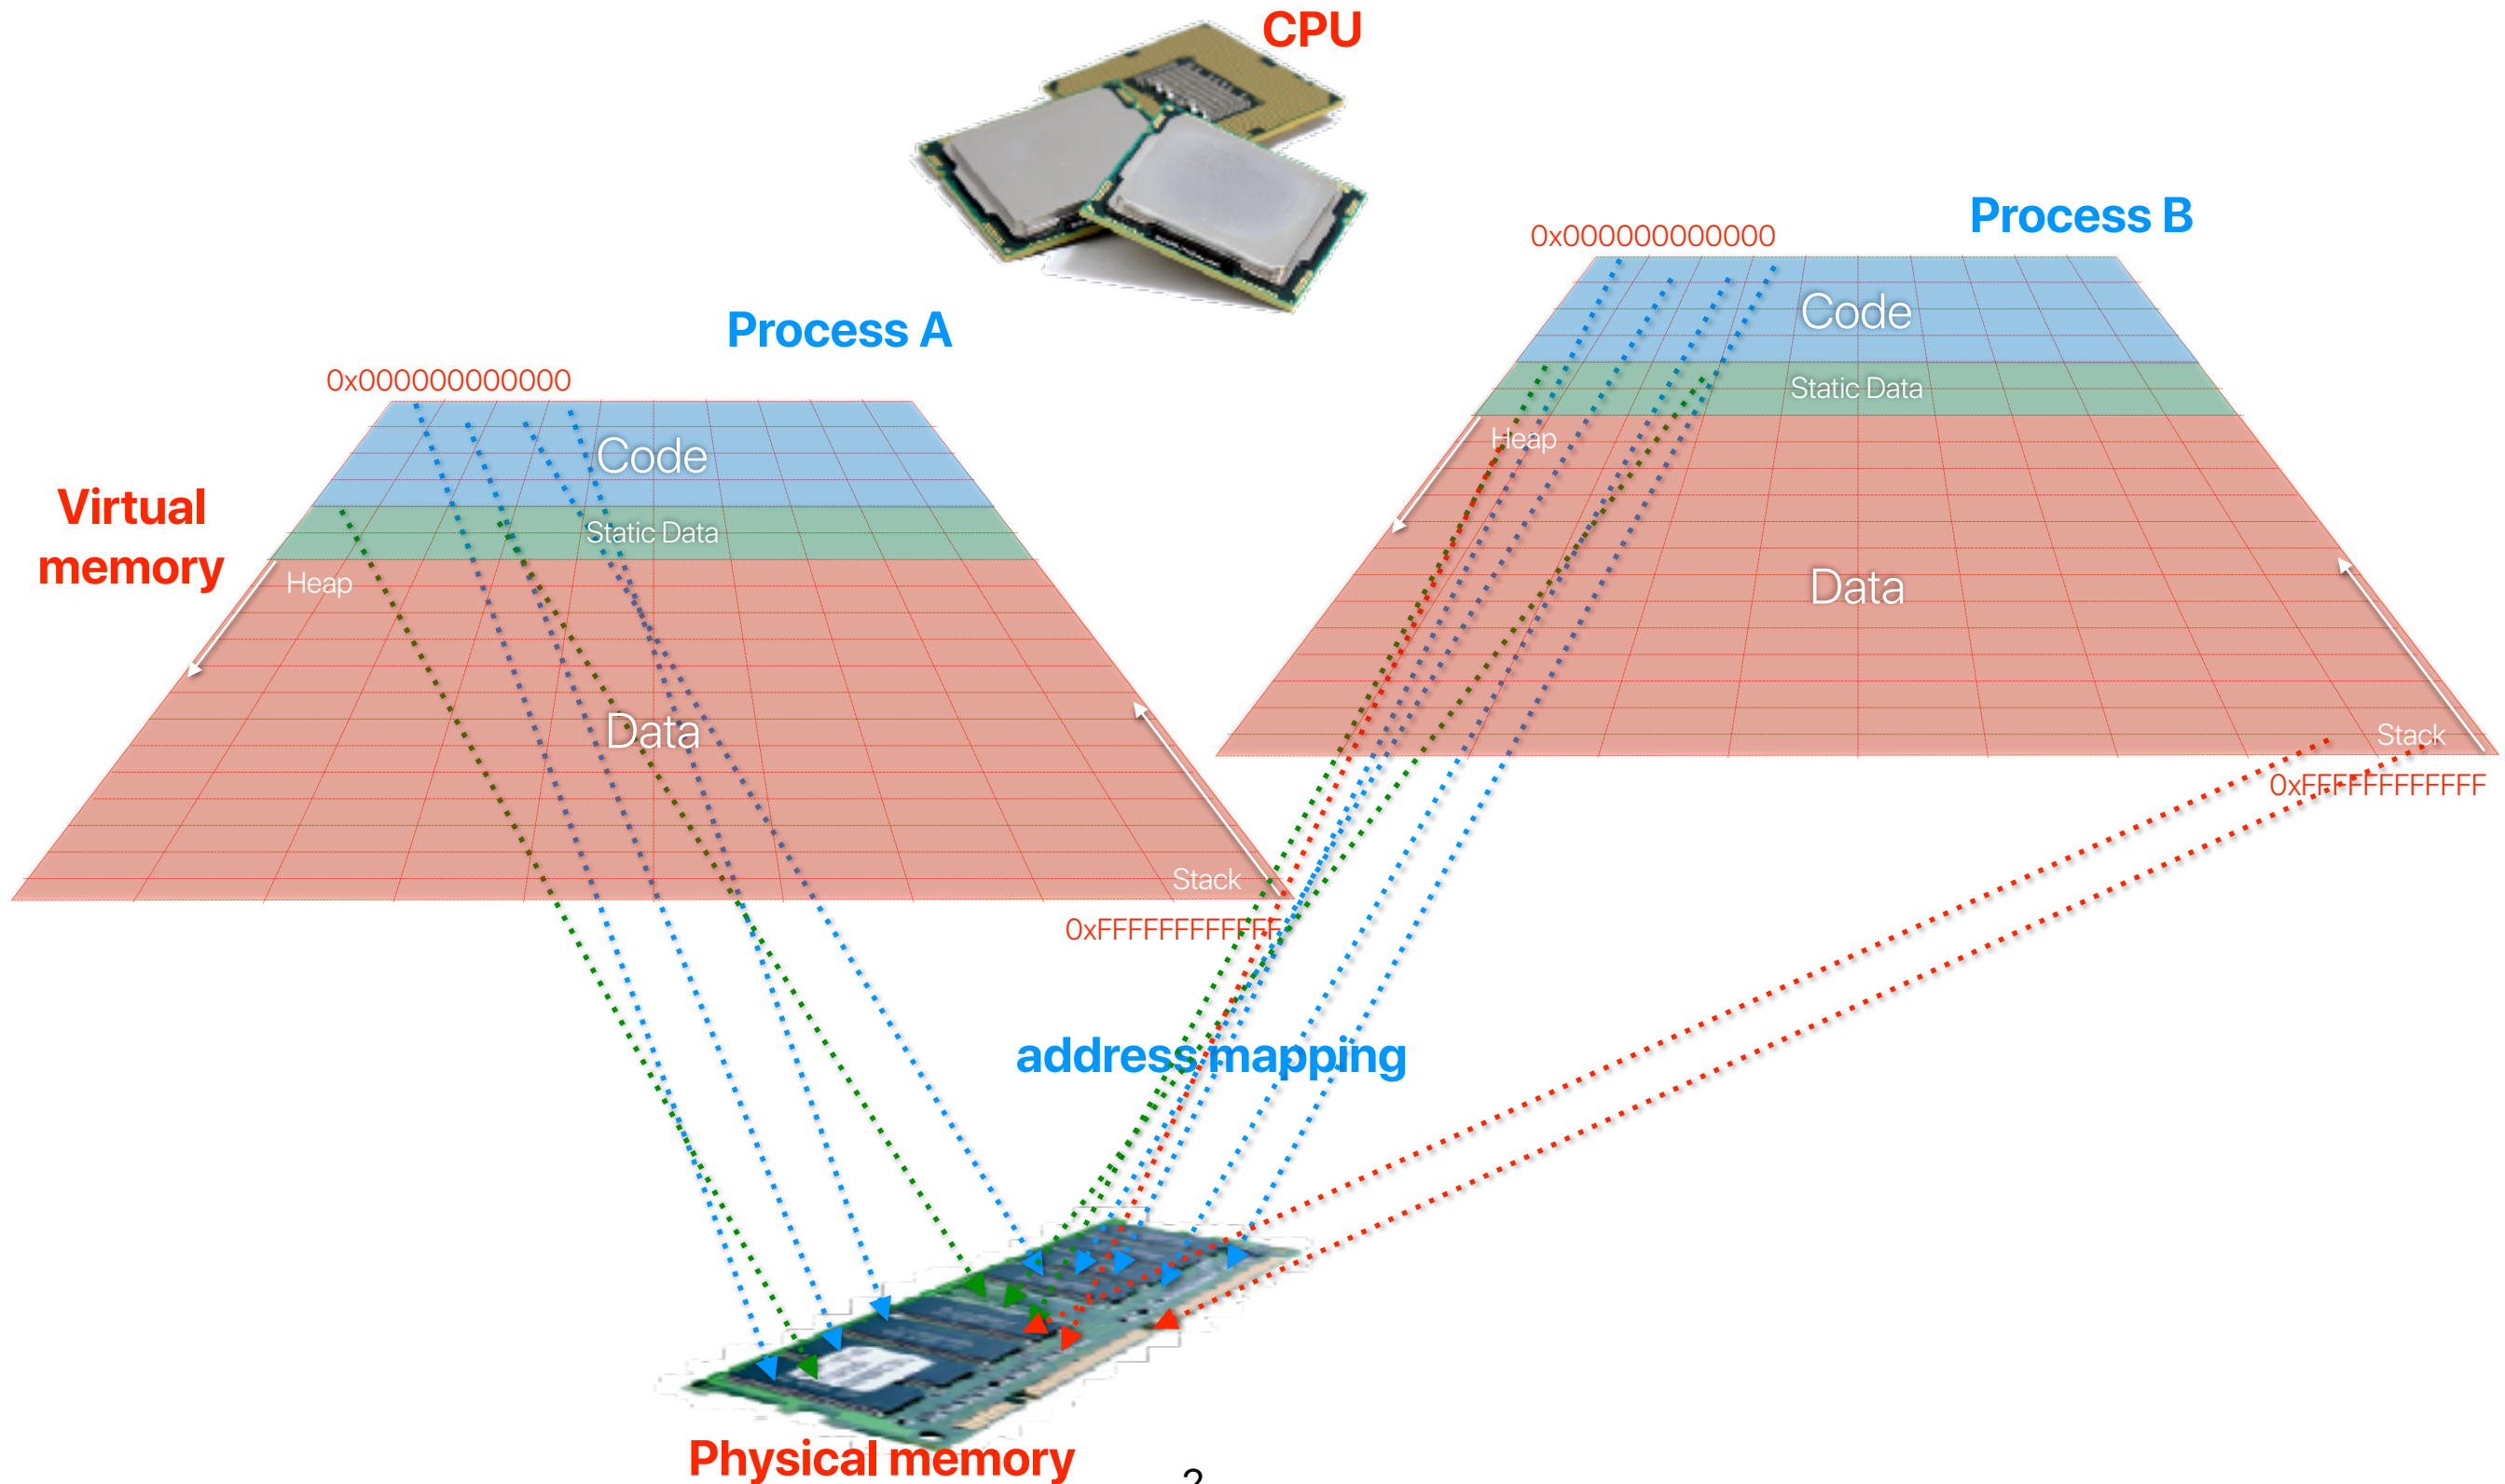 CPU
Process B
0x000000000000
Code
Static Data
Heap
Data
Stack
0xFFFFFFFFFFFF
Process A
0x000000000000
Code
Static Data
Heap
Data
Stack
0xFFFFFFFFFFFF
Virtual
memory
address mapping
Physical memory